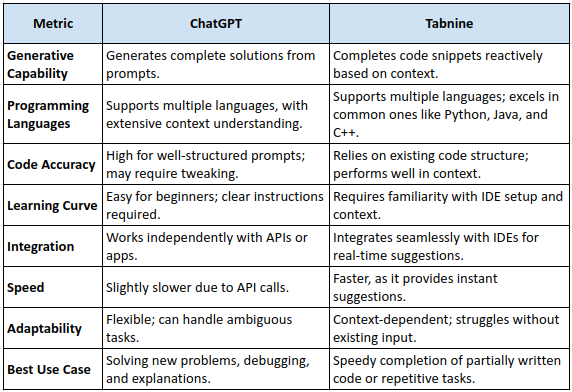 Metric ChatGPT Tabnine
Generative Capability Generates complete solutions from prompts. Completes code snippets reactively based on context.
Programming Languages Supports multiple languages, with extensive context understanding. Supports multiple languages; excels in common ones like Python, Java, and C++.
Code Accuracy High for well-structured prompts; may require tweaking. Relies on existing code structure; performs well in context.
Learning Curve Easy for beginners; clear instructions required. Requires familiarity with IDE setup and context.
Integration Works independently with APIs or apps. Integrates seamlessly with IDEs for real-time suggestions.
Speed Slightly slower due to API calls. Faster, as it provides instant suggestions.
Adaptability Flexible; can handle ambiguous tasks. Context-dependent; struggles without existing input.
Best Use Case Solving new problems, debugging, and explanations. Speedy completion of partially written code or repetitive tasks.